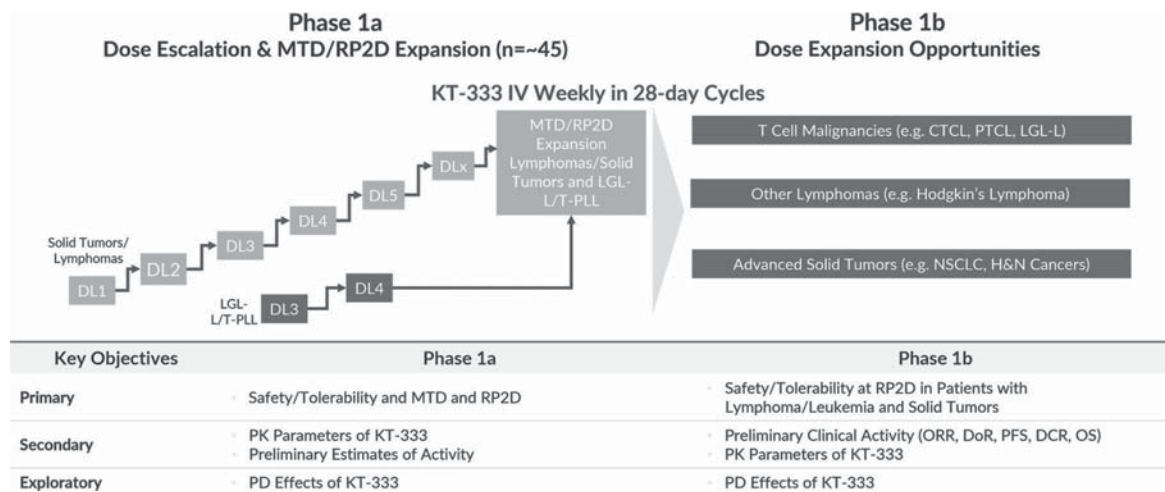 Phase 1a
Dose Escalation & MTD/RP2D Expansion (n=~45)
Phase 1b
Dose Expansion Opportunities
KT-333 IV Weekly in 28-day Cycles
MTD/RP2D
Expansion
Lymphomas/Solid
Tumors and LGL-
L/T-PLL
DLx
DL5
DL4
DL3
DL2
DL1
Solid Tumors/
Lymphomas
LGL-
L/T-PLL
DL3
DL4
T Cell Malignancies (e.g. CTCL, PTCL, LGL-L)
Other Lymphomas (e.g. Hodgkin's Lymphoma)
Advanced Solid Tumors (e.g. NSCLC, H&N Cancers)
Key Objectives
Phase 1a
Phase 1b
Primary
Safety/Tolerability and MTD and RP2D
Safety/Tolerability at RP2D in Patients with
Lymphoma/Leukemia and Solid Tumors
Secondary
PK Parameters of KT-333
Preliminary Estimates of Activity
Preliminary Clinical Activity (ORR, DoR, PFS, DCR, OS)
PK Parameters of KT-333
Exploratory
PD Effects of KT-333
PD Effects of KT-333